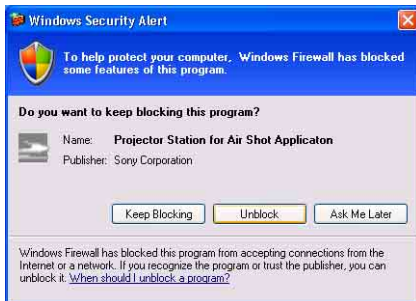 Windows Security Alert
To help protect your computer, Windows Firewall has blocked
some features of this program.
Do you want to keep blocking this program?
Name: Projector Station for Air Shot Applicaton
Publisher: Sony Corporation
Keep Blocking Unblock Ask Me Later
Windows Firewall has blocked this program from accepting connections from the
Internet or a network. If you recognize the program or trust the publisher, you can
unblock it. When should I unblock a program?